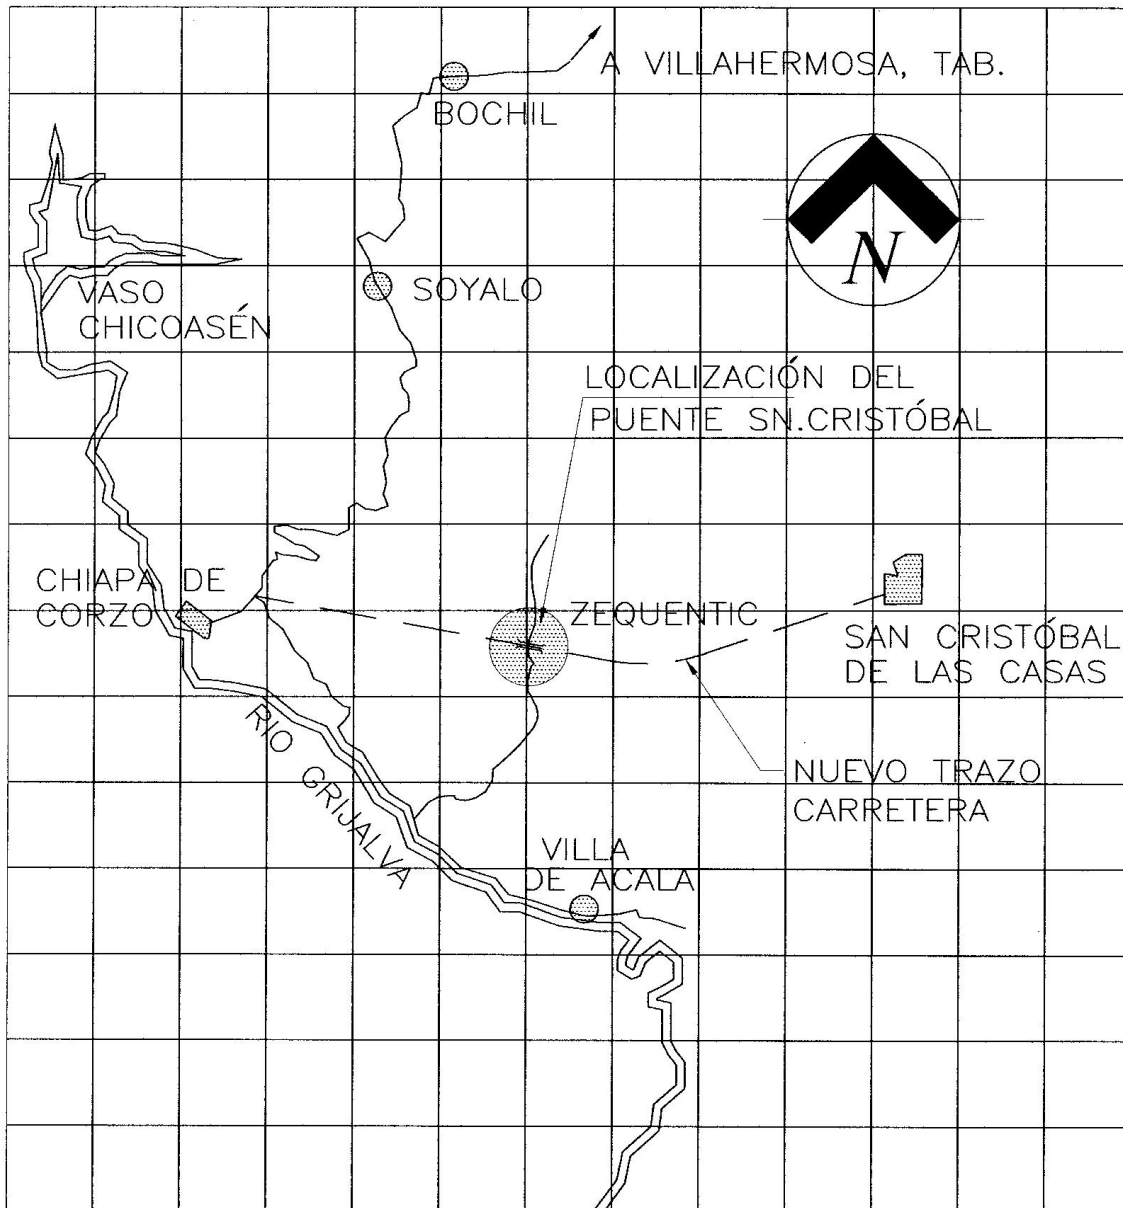 A VILLAHERMOSA, TAB.
BOCHIL
N
SOYALO
VASO
CHICOASÉN
LOCALIZACIÓN DEL
PUENTE SN.CRISTÓBAL
CHIAPA DE
CORZO
ZEQUENTIC
SAN CRISTÓBAL
DE LAS CASAS
RIO GRIJALVA
NUEVO TRAZO
CARRETERA
VILLA
DE ACALA